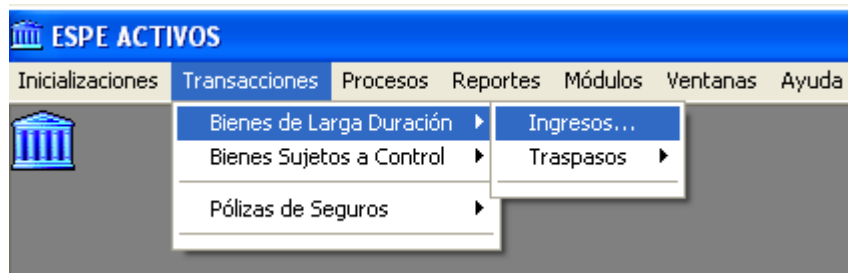 ESPE ACTIVOS
Inicializaciones Transacciones Procesos Reportes Módulos Ventanas Ayuda
Bienes de Larga Duración Ingresos...
Bienes Sujetos a Control Traspasos
Pólizas de Seguros